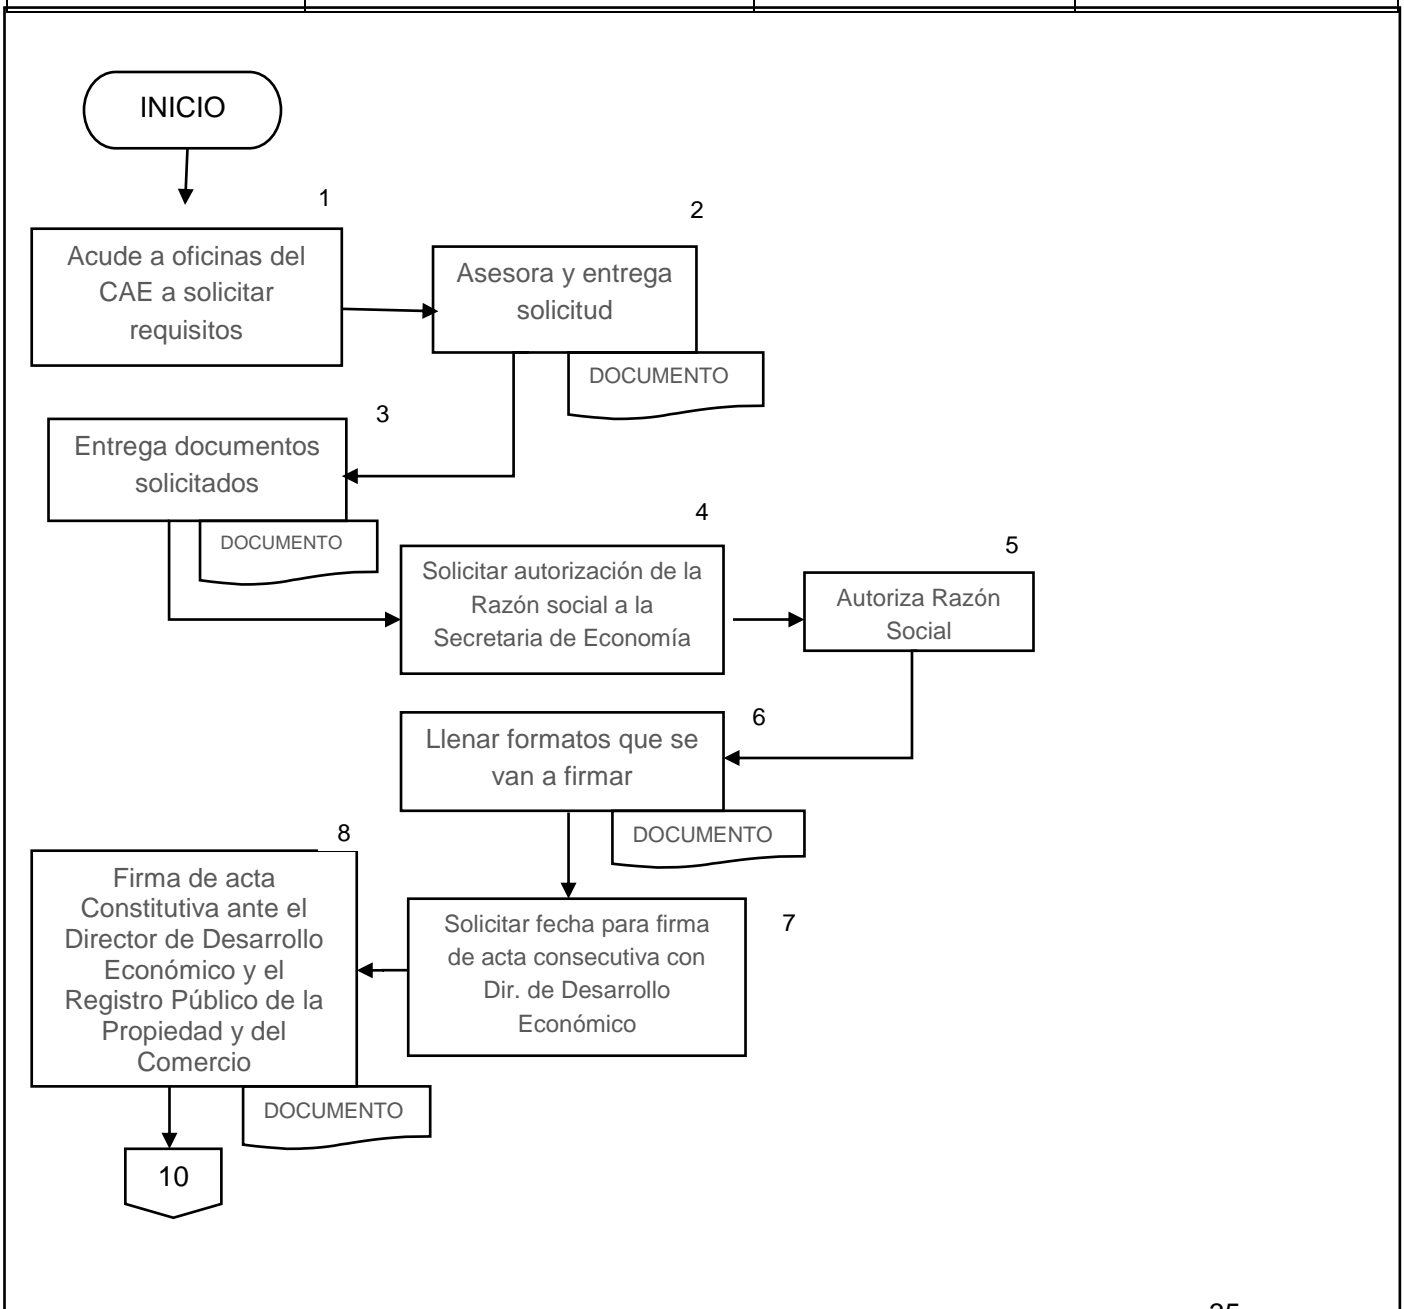 INICIO
1
Acude a oficinas del
CAE a solicitar
requisitos
2
Asesora y entrega
solicitud
DOCUMENTO
3
Entrega documentos
solicitados
DOCUMENTO
4
Solicitar autorización de la
Razón social a la
Secretaria de Economía
5
Autoriza Razón
Social
6
Llenar formatos que se
van a firmar
DOCUMENTO
7
Solicitar fecha para firma
de acta consecutiva con
Dir. de Desarrollo
Económico
8
Firma de acta
Constitutiva ante el
Director de Desarrollo
Económico y el
Registro Público de la
Propiedad y del
Comercio
DOCUMENTO
10